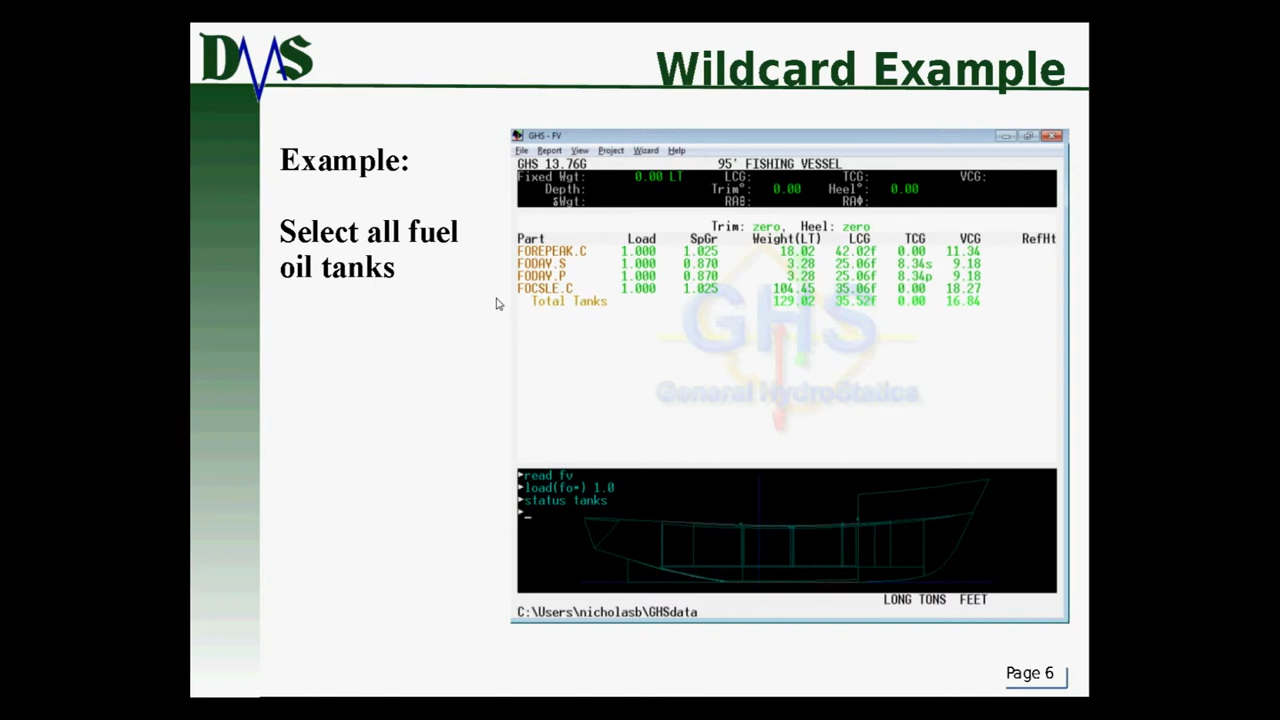 DMS
Wildcard Example
Example:
Select all fuel
oil tanks
GHS - FV
File Report View Project Wizard Help
GHS 13.76G 95' FISHING VESSEL
Fixed Wgt: 0.00 LT LCG: TCG: VCG:
Depth: Trim°: 0.00 Heel°: 0.00
δWgt: RAθ: RAΦ:
Trim: zero, Heel: zero
Part Load SpGr Weight(LT) LCG TCG VCG RefHt
FOREPEAK.C 1.000 1.025 18.02 42.02f 0.00 11.34
FODAY.S 1.000 0.870 3.28 25.06f 8.34s 9.18
FODAY.P 1.000 0.870 3.28 25.06f 8.34p 9.18
FOCSLE.C 1.000 1.025 104.45 35.06f 0.00 18.27
Total Tanks 129.02 35.52f 0.00 16.84
GHS
General HydroStatics
read fv
load(fo*) 1.0
status tanks
LONG TONS FEET
C:\Users\nicholasb\GHSdata
Page 6